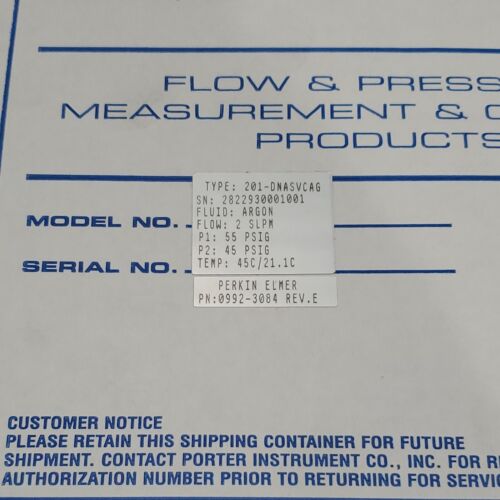 FLOW & PRESS
MEASUREMENT & C
PRODUCTS
TYPE: 201-DNASVCAG
SN: 2822930001001
FLUID: ARGON
FLOW: 2 SLPM
P1: 55 PSIG
P2: 45 PSIG
TEMP: 45C/21.1C
MODEL NO.
SERIAL NO.
PERKIN ELMER
PN:0992-3084 REV.E
CUSTOMER NOTICE
PLEASE RETAIN THIS SHIPPING CONTAINER FOR FUTURE
SHIPMENT. CONTACT PORTER INSTRUMENT CO., INC. FOR R
AUTHORIZATION NUMBER PRIOR TO RETURNING FOR SERVI